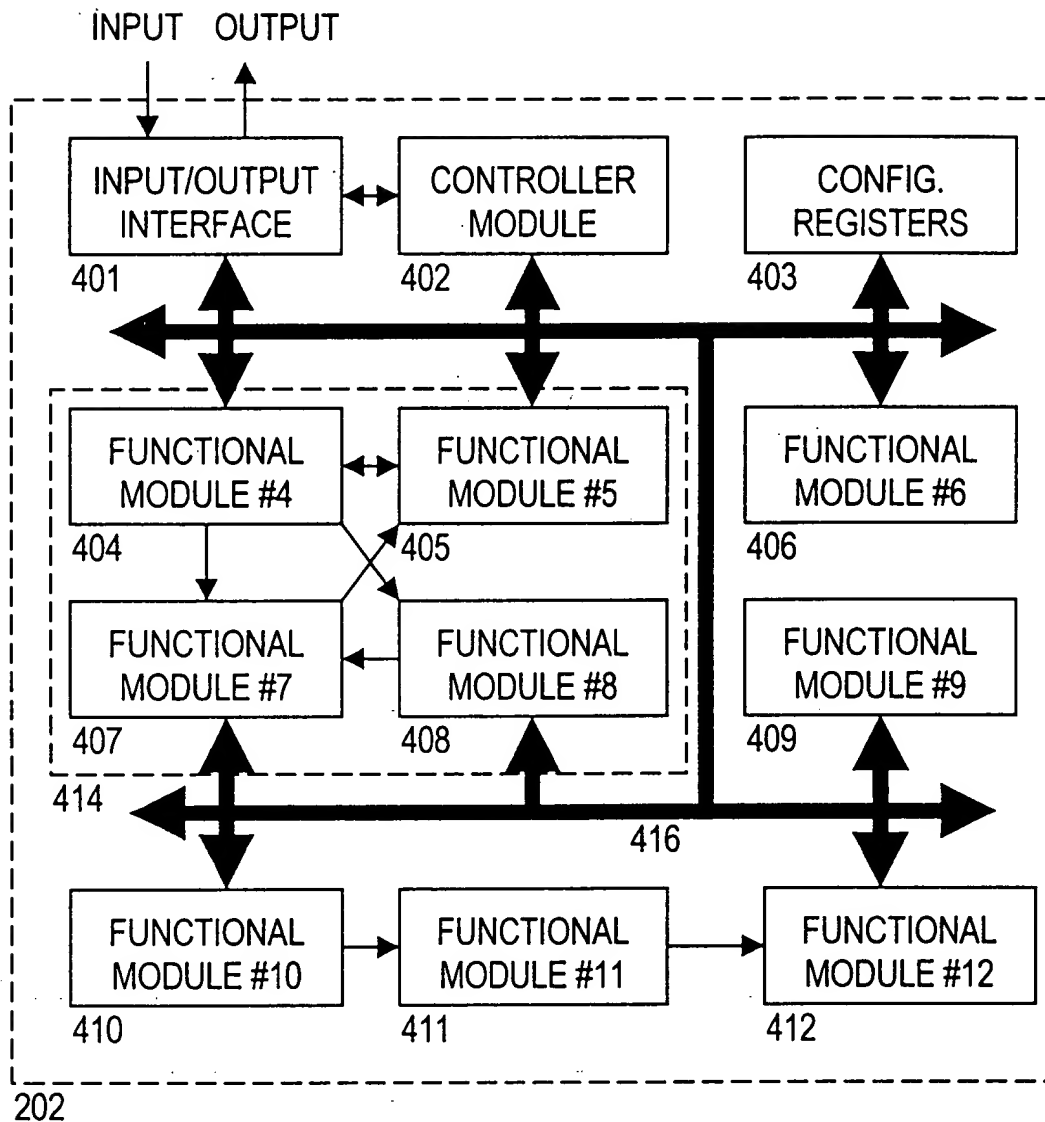 INPUT OUTPUT
INPUT/OUTPUT
INTERFACE
401
CONTROLLER
MODULE
402
CONFIG.
REGISTERS
403
FUNCTIONAL
MODULE #4
404
FUNCTIONAL
MODULE #5
405
FUNCTIONAL
MODULE #6
406
FUNCTIONAL
MODULE #7
407
FUNCTIONAL
MODULE #8
408
FUNCTIONAL
MODULE #9
409
414
416
FUNCTIONAL
MODULE #10
410
FUNCTIONAL
MODULE #11
411
FUNCTIONAL
MODULE #12
412
202